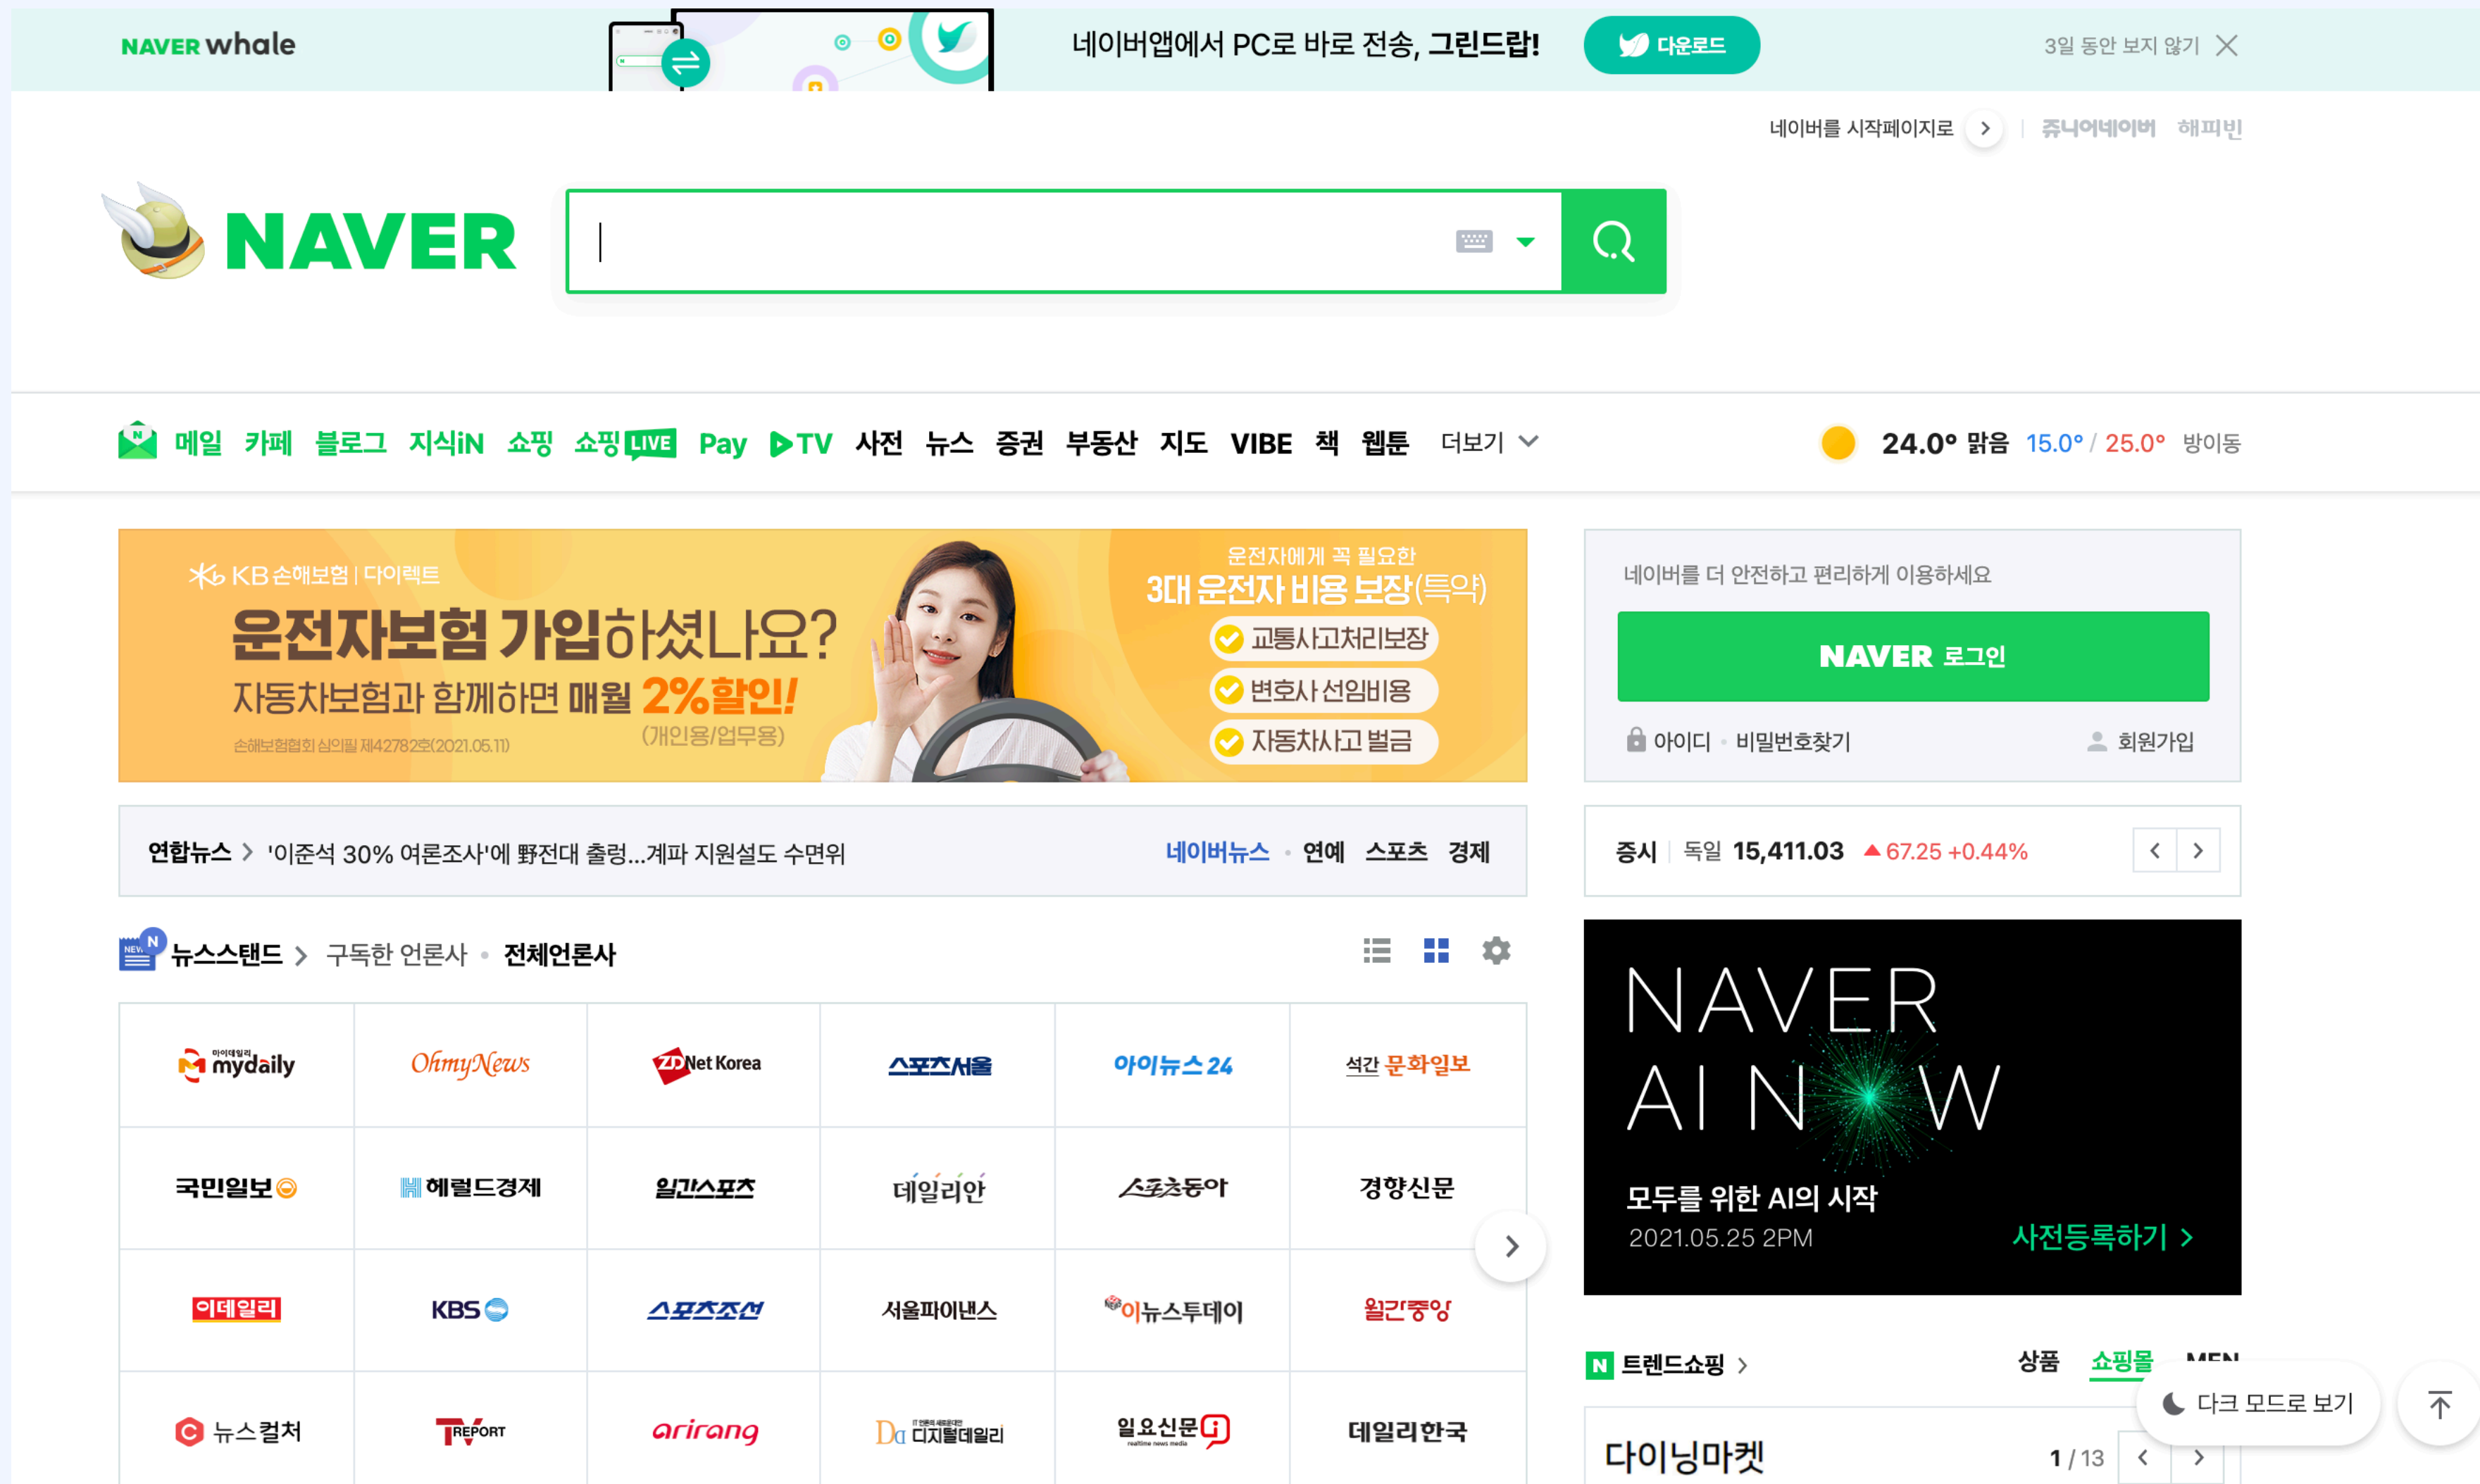 NAVER whale
네이버앱에서 PC로 바로 전송, 그린드랍!
다운로드
3일 동안 보지 않기
네이버를 시작페이지로
쥬니어네이버 해피빈
NAVER
메일 카페 블로그 지식iN 쇼핑 쇼핑 LIVE Pay TV 사전 뉴스 증권 부동산 지도 VIBE 책 웹툰 더보기
24.0° 맑음 15.0° / 25.0° 방이동
KB 손해보험 | 다이렉트
운전자보험 가입하셨나요?
자동차보험과 함께하면 매월 2%할인!
(개인용/업무용)
손해보험협회 심의필 제42782호(2021.05.11)
운전자에게 꼭 필요한
3대 운전자 비용 보장(특약)
교통사고처리보장
변호사 선임비용
자동차사고 벌금
네이버를 더 안전하고 편리하게 이용하세요
NAVER 로그인
아이디 · 비밀번호찾기 회원가입
연합뉴스 > '이준석 30% 여론조사'에 野전대 출렁...계파 지원설도 수면위
네이버뉴스 · 연예 스포츠 경제
증시 독일 15,411.03 ▲67.25 +0.44%
NEW N
뉴스스탠드 > 구독한 언론사 · 전체언론사
마이데일리
mydaily OhmyNews ZDNet Korea 스포츠서울 아이뉴스24 석간 문화일보
국민일보 헤럴드경제 일간스포츠 데일리안 스포츠동아 경향신문
이데일리 KBS 스포츠조선 서울파이낸스 이뉴스투데이 월간중앙
뉴스컬처 TV REPORT arirang 디지털데일리 일요신문 데일리한국
IT 언론의 새로운 대안
realtime news media
NAVER
AI NOW
모두를 위한 AI의 시작
2021.05.25 2PM
사전등록하기 >
N 트렌드쇼핑 >
상품 쇼핑몰 MEN
다크 모드로 보기
다이닝마켓
1 / 13